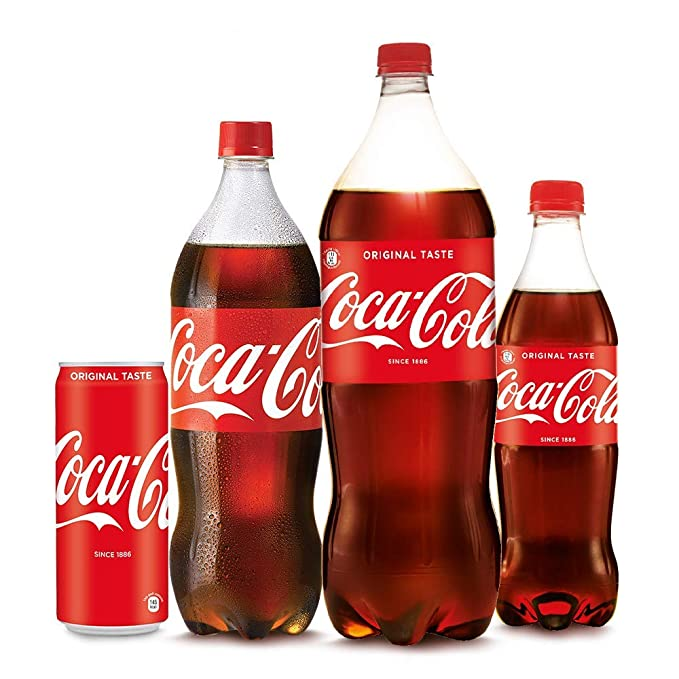 ORIGINAL TASTE
Coca-C
SINCE 1886
Coca-Co
ORIGINAL TASTE
Coca-Cola
SINCE 1886
ORIGINAL TASTE
Coca-Cola
SINCE 1886